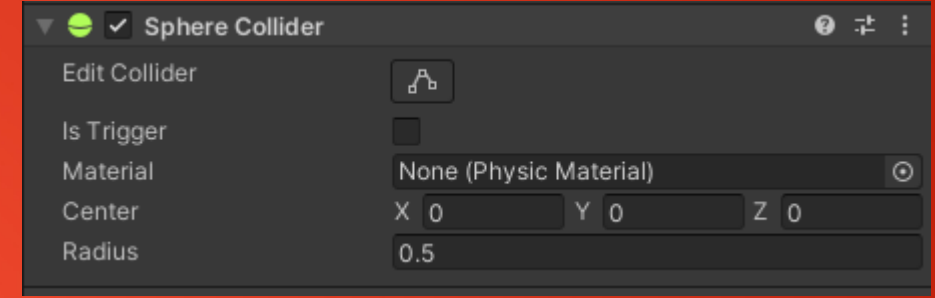 Sphere Collider
Edit Collider
Is Trigger
Material None (Physic Material)
Center X 0 Y 0 Z 0
Radius 0.5